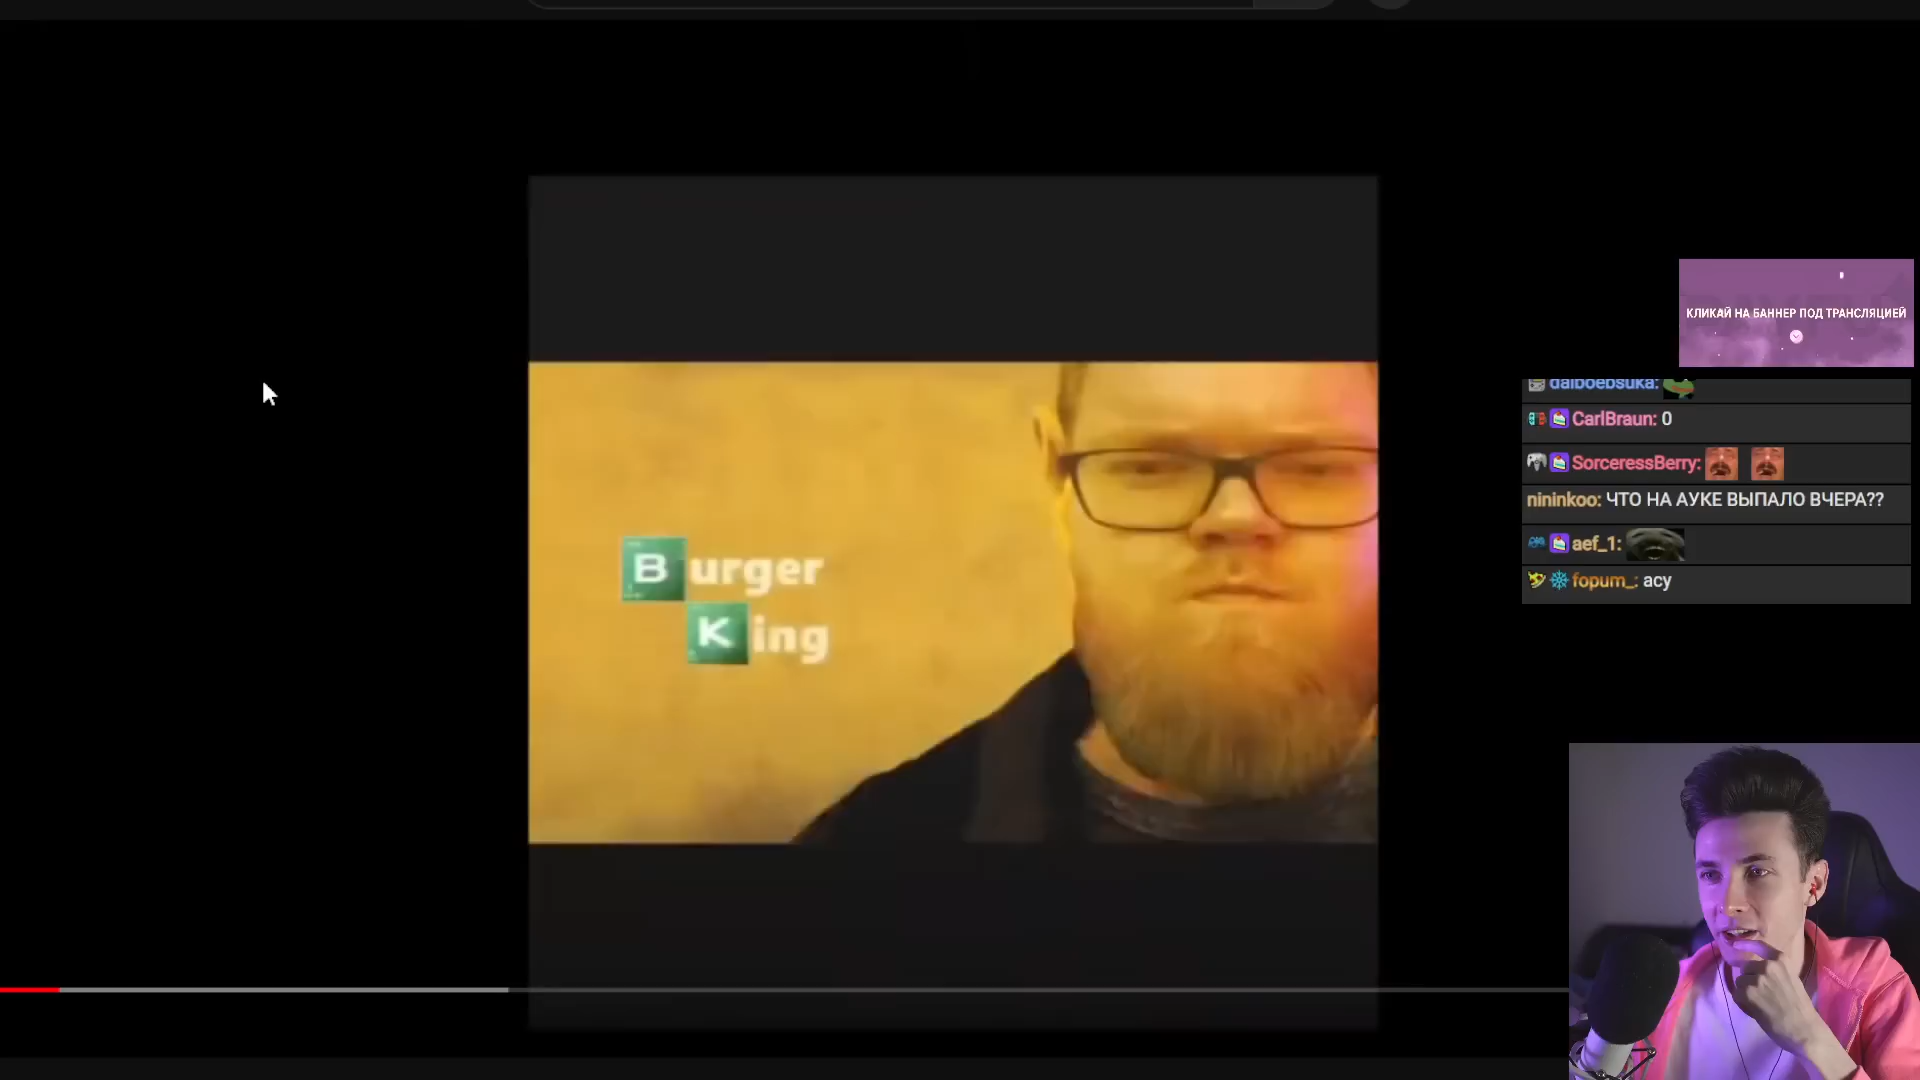 Burger
King
КЛИКАЙ НА БАННЕР ПОД ТРАНСЛЯЦИЕЙ
dalboebsuka:
CarlBraun: 0
SorceressBerry:
nininkoo: ЧТО НА АУКЕ ВЫПАЛО ВЧЕРА??
aef_1:
fopum_: acy